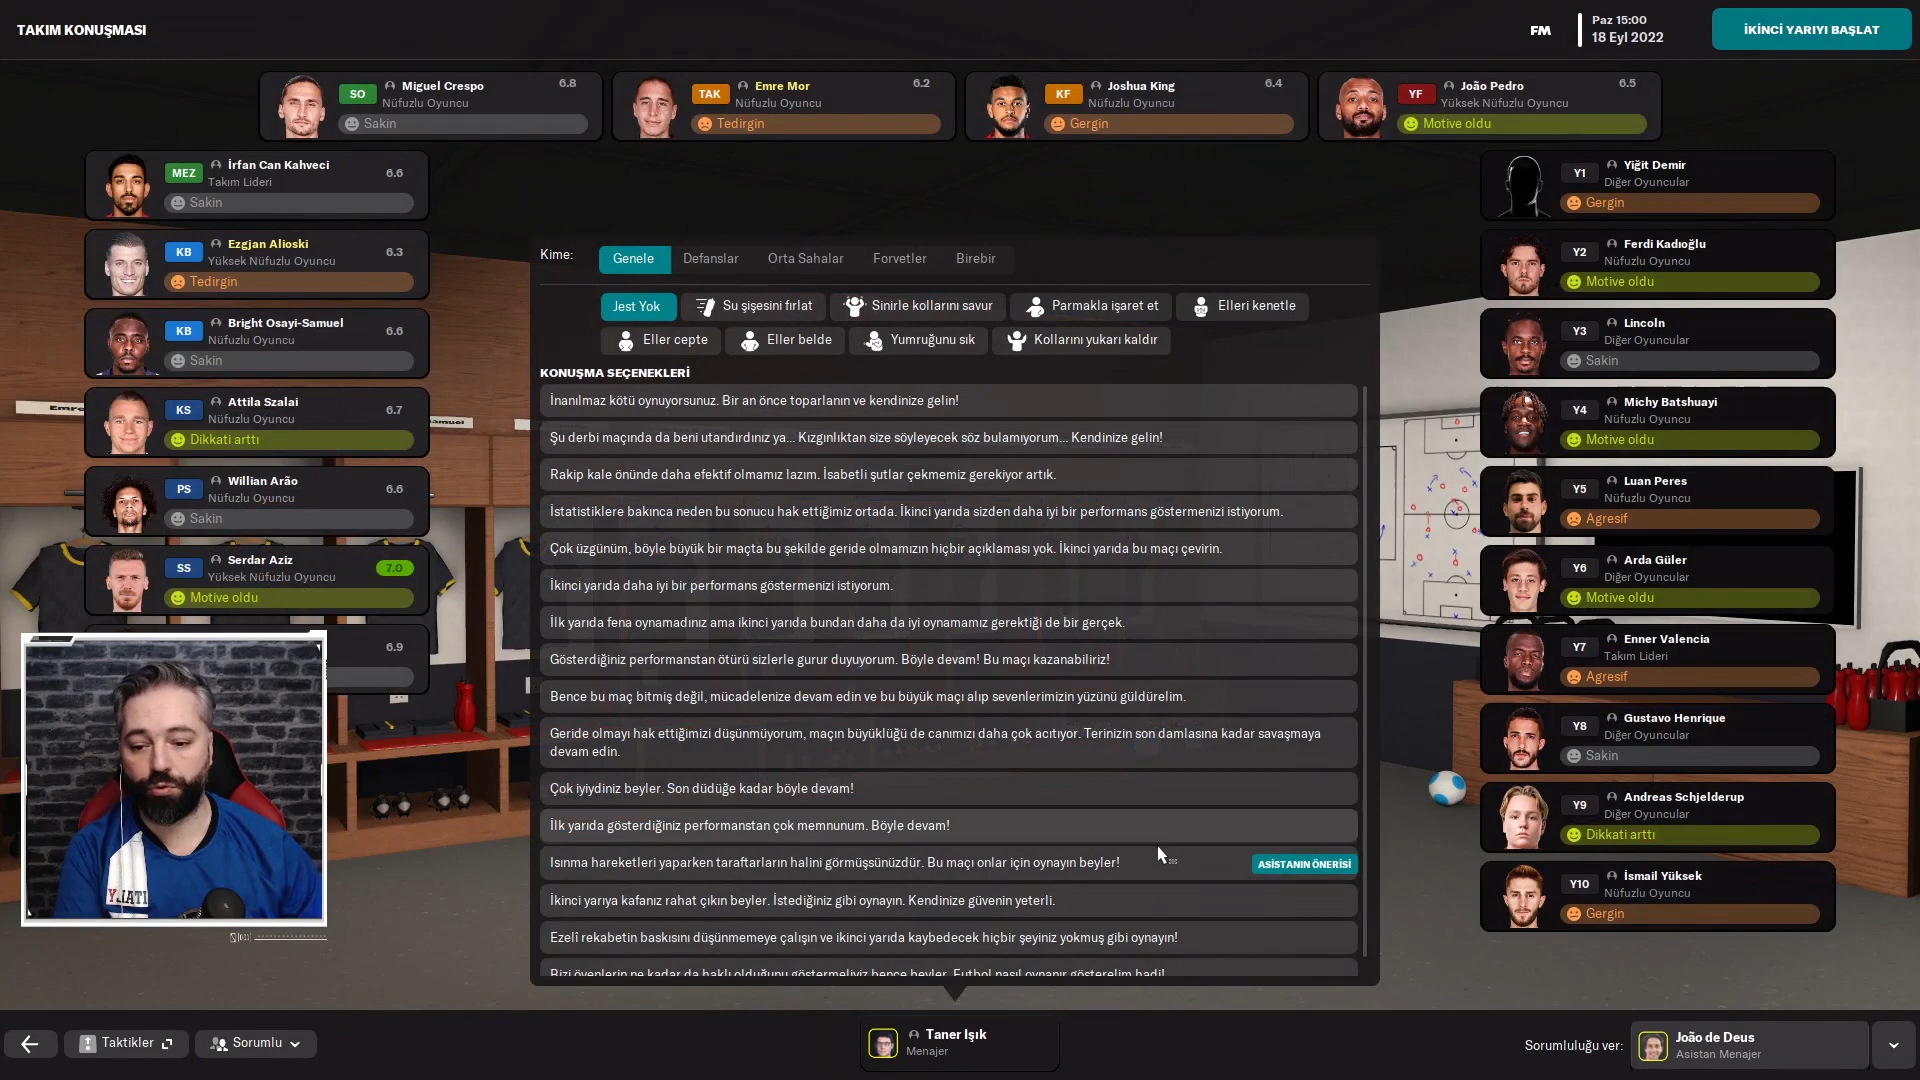 TAKIM KONUŞMASI
FM
Paz 15:00
18 Eyl 2022
İKİNCİ YARIYI BAŞLAT
SO
Miguel Crespo
6.8
Nüfuzlu Oyuncu
Sakin
TAK
Emre Mor
6.2
Nüfuzlu Oyuncu
Tedirgin
KF
Joshua King
6.4
Nüfuzlu Oyuncu
Gergin
YF
João Pedro
6.5
Yüksek Nüfuzlu Oyuncu
Motive oldu
MEZ
İrfan Can Kahveci
6.6
Takım Lideri
Sakin
KB
Ezgjan Alioski
6.3
Yüksek Nüfuzlu Oyuncu
Tedirgin
KB
Bright Osayi-Samuel
6.6
Nüfuzlu Oyuncu
Sakin
KS
Attila Szalai
6.7
Nüfuzlu Oyuncu
Dikkati arttı
PS
Willian Arão
6.6
Nüfuzlu Oyuncu
Sakin
SS
Serdar Aziz
7.0
Yüksek Nüfuzlu Oyuncu
Motive oldu
6.9
Kime:
Genele
Defanslar
Orta Sahalar
Forvetler
Birebir
Jest Yok
Su şişesini fırlat
Sinirle kollarını savur
Parmakla işaret et
Elleri kenetle
Eller cepte
Eller belde
Yumruğunu sık
Kollarını yukarı kaldır
KONUŞMA SEÇENEKLERİ
İnanılmaz kötü oynuyorsunuz. Bir an önce toparlanın ve kendinize gelin!
Şu derbi maçında da beni utandırdınız ya... Kızgınlıktan size söyleyecek söz bulamıyorum... Kendinize gelin!
Rakip kale önünde daha efektif olmamız lazım. İsabetli şutlar çekmemiz gerekiyor artık.
İstatistiklere bakınca neden bu sonucu hak ettiğimiz ortada. İkinci yarıda sizden daha iyi bir performans göstermenizi istiyorum.
Çok üzgünüm, böyle büyük bir maçta bu şekilde geride olmamızın hiçbir açıklaması yok. İkinci yarıda bu maçı çevirin.
İkinci yarıda daha iyi bir performans göstermenizi istiyorum.
İlk yarıda fena oynamadınız ama ikinci yarıda bundan daha da iyi oynamamız gerektiği de bir gerçek.
Gösterdiğiniz performanstan ötürü sizlerle gurur duyuyorum. Böyle devam! Bu maçı kazanabiliriz!
Bence bu maç bitmiş değil, mücadelenize devam edin ve bu büyük maçı alıp sevenlerimizin yüzünü güldürelim.
Geride olmayı hak ettiğimizi düşünmüyorum, maçın büyüklüğü de canımızı daha çok acıtıyor. Terinizin son damlasına kadar savaşmaya
devam edin.
Çok iyiydiniz beyler. Son düdüğe kadar böyle devam!
İlk yarıda gösterdiğiniz performanstan çok memnunum. Böyle devam!
Isınma hareketleri yaparken taraftarların halini görmüşsünüzdür. Bu maçı onlar için oynayın beyler!
ASİSTANIN ÖNERİSİ
İkinci yarıya kafanız rahat çıkın beyler. İstediğiniz gibi oynayın. Kendinize güvenin yeterli.
Ezelî rekabetin baskısını düşünmemeye çalışın ve ikinci yarıda kaybedecek hiçbir şeyiniz yokmuş gibi oynayın!
Bizi övenlerin ne kadar da haklı olduğunu göstermeliyiz bence beyler. Futbol nasıl oynanır gösterelim hadi!
Y1
Yiğit Demir
Diğer Oyuncular
Gergin
Y2
Ferdi Kadıoğlu
Nüfuzlu Oyuncu
Motive oldu
Y3
Lincoln
Diğer Oyuncular
Sakin
Y4
Michy Batshuayi
Nüfuzlu Oyuncu
Motive oldu
Y5
Luan Peres
Nüfuzlu Oyuncu
Agresif
Y6
Arda Güler
Diğer Oyuncular
Motive oldu
Y7
Enner Valencia
Takım Lideri
Agresif
Y8
Gustavo Henrique
Diğer Oyuncular
Sakin
Y9
Andreas Schjelderup
Diğer Oyuncular
Dikkati arttı
Y10
İsmail Yüksek
Nüfuzlu Oyuncu
Gergin
Taktikler
Sorumlu
Taner Işık
Menajer
Sorumluluğu ver:
João de Deus
Asistan Menajer